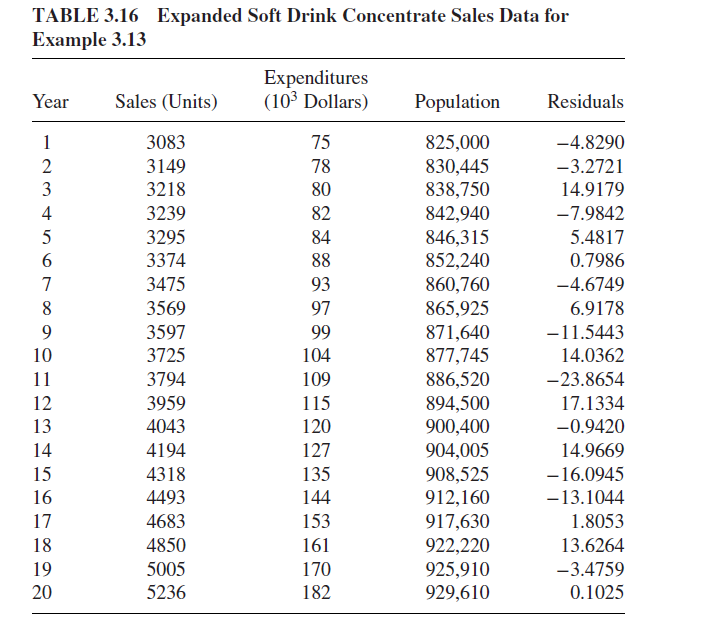 TABLE 3.16 Expanded Soft Drink Concentrate Sales Data for
Example 3.13
Year Sales (Units) Expenditures (10³ Dollars) Population Residuals
1 3083 75 825,000 −4.8290
2 3149 78 830,445 −3.2721
3 3218 80 838,750 14.9179
4 3239 82 842,940 −7.9842
5 3295 84 846,315 5.4817
6 3374 88 852,240 0.7986
7 3475 93 860,760 −4.6749
8 3569 97 865,925 6.9178
9 3597 99 871,640 −11.5443
10 3725 104 877,745 14.0362
11 3794 109 886,520 −23.8654
12 3959 115 894,500 17.1334
13 4043 120 900,400 −0.9420
14 4194 127 904,005 14.9669
15 4318 135 908,525 −16.0945
16 4493 144 912,160 −13.1044
17 4683 153 917,630 1.8053
18 4850 161 922,220 13.6264
19 5005 170 925,910 −3.4759
20 5236 182 929,610 0.1025